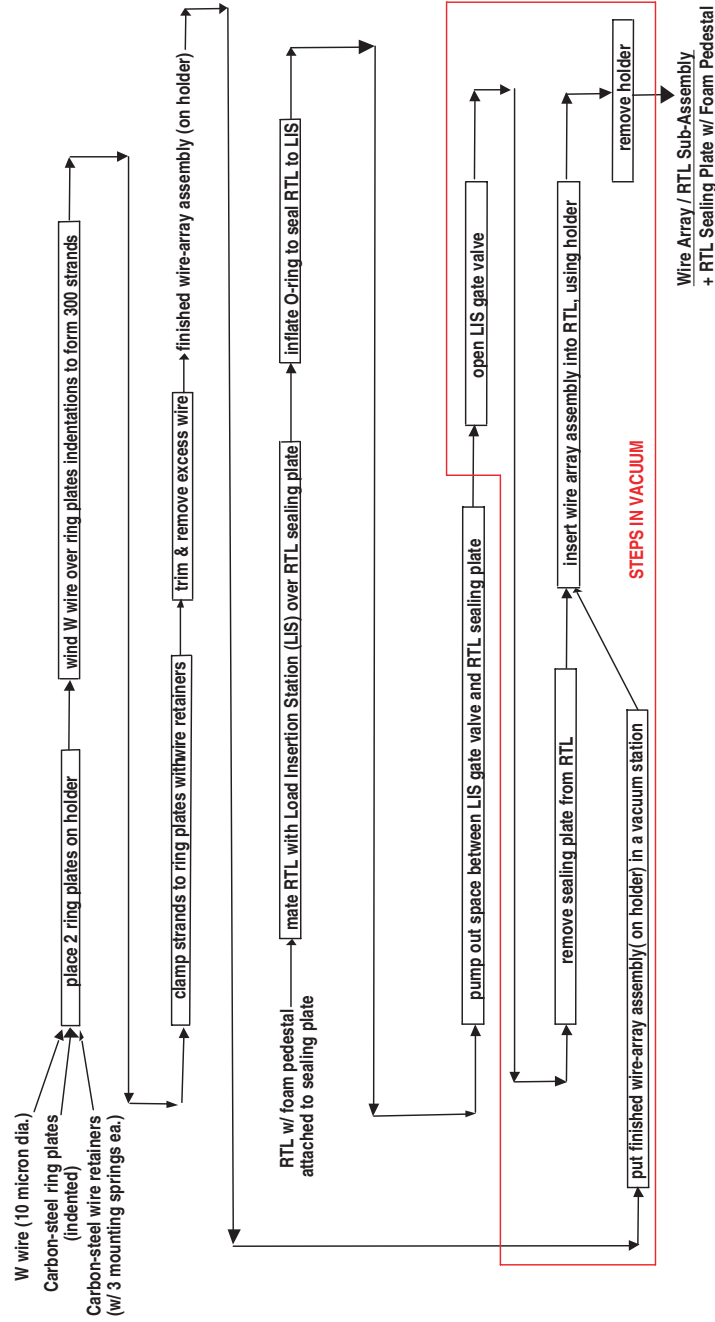 W wire (10 micron dia.)
Carbon-steel ring plates
(indented)
Carbon-steel wire retainers
(w/ 3 mounting springs ea.)
place 2 ring plates on holder
wind W wire over ring plates indentations to form 300 strands
clamp strands to ring plates withwire retainers
trim & remove excess wire
finished wire-array assembly (on holder)
RTL w/ foam pedestal
attached to sealing plate
mate RTL with Load Insertion Station (LIS) over RTL sealing plate
inflate O-ring to seal RTL to LIS
pump out space between LIS gate valve and RTL sealing plate
open LIS gate valve
remove sealing plate from RTL
insert wire array assembly into RTL, using holder
remove holder
put finished wire-array assembly( on holder) in a vacuum station
STEPS IN VACUUM
Wire Array / RTL Sub-Assembly
+ RTL Sealing Plate w/ Foam Pedestal